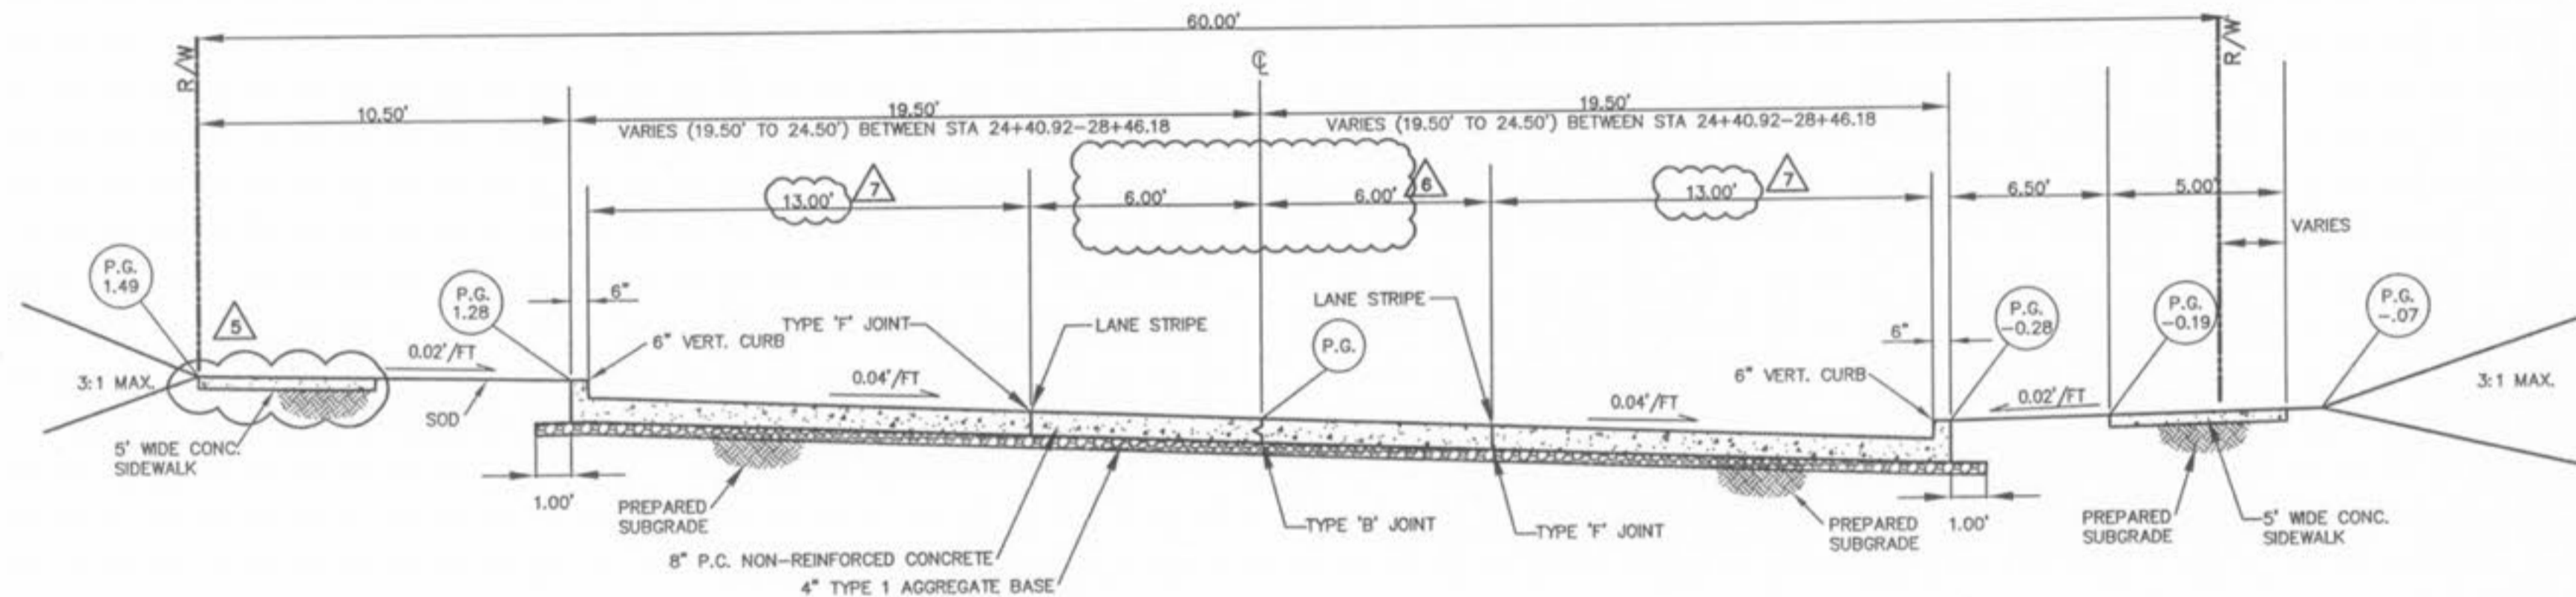 60.00'
R/W
R/W
℄
10.50'
19.50'
VARIES (19.50' TO 24.50') BETWEEN STA 24+40.92-28+46.18
19.50'
VARIES (19.50' TO 24.50') BETWEEN STA 24+40.92-28+46.18
13.00'
7
6.00'
6.00'
6
13.00'
7
6.50'
5.00'
VARIES
P.G.
1.49
5
P.G.
1.28
6"
6" VERT. CURB
TYPE 'F' JOINT
LANE STRIPE
LANE STRIPE
P.G.
6"
6" VERT. CURB
P.G.
-0.28
P.G.
-0.19
P.G.
-.07
3:1 MAX.
0.02'/FT
SOD
0.04'/FT
0.04'/FT
0.02'/FT
3:1 MAX.
5' WIDE CONC.
SIDEWALK
1.00'
PREPARED
SUBGRADE
8" P.C. NON-REINFORCED CONCRETE
4" TYPE 1 AGGREGATE BASE
TYPE 'B' JOINT
TYPE 'F' JOINT
PREPARED
SUBGRADE
1.00'
PREPARED
SUBGRADE
5' WIDE CONC.
SIDEWALK